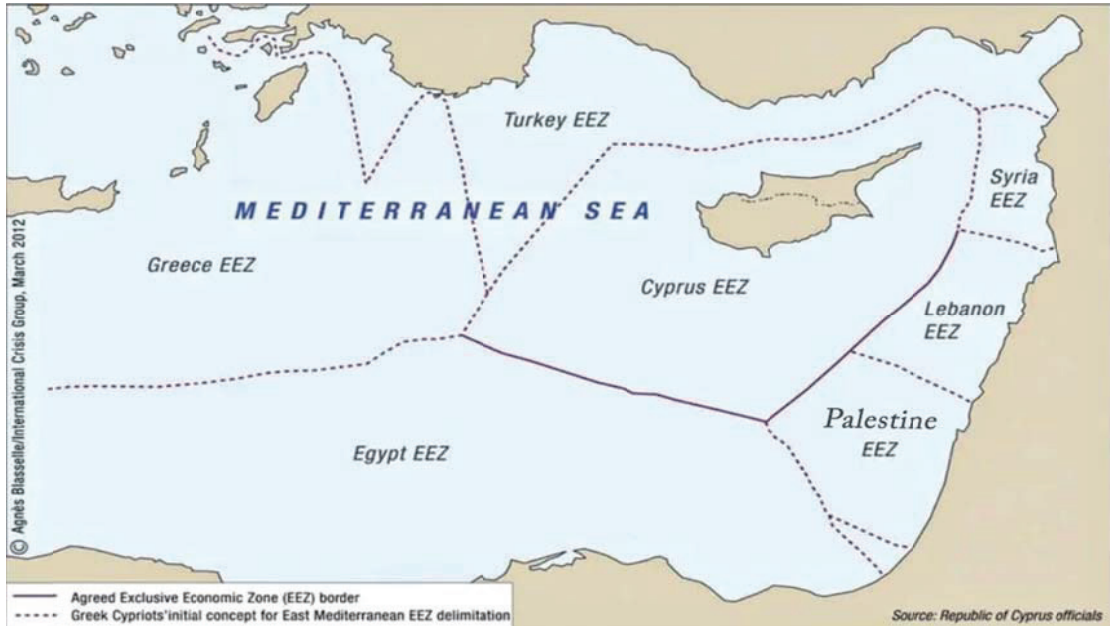 Turkey EEZ
Syria
EEZ
MEDITERRANEAN SEA
Greece EEZ
Cyprus EEZ
Lebanon
EEZ
Palestine
EEZ
Egypt EEZ
© Agnès Blasselle/International Crisis Group, March 2012
Agreed Exclusive Economic Zone (EEZ) border
Greek Cypriots'initial concept for East Mediterranean EEZ delimitation
Source: Republic of Cyprus officials